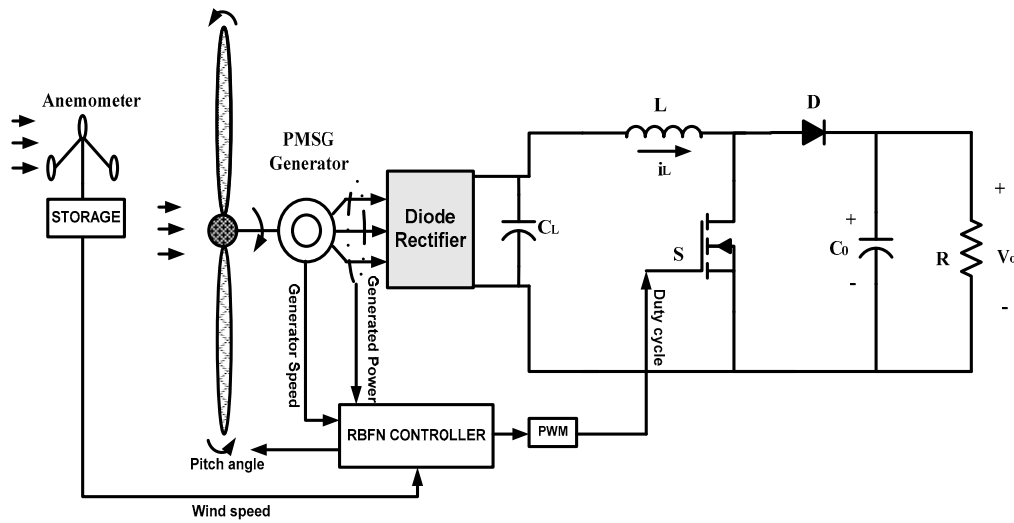 Anemometer
STORAGE
PMSG
Generator
Diode
Rectifier
CL
L
iL
D
S
+
C0
-
R
+
Vo
-
Generator Speed
Generated Power
Duty cycle
RBFN CONTROLLER
PWM
Pitch angle
Wind speed